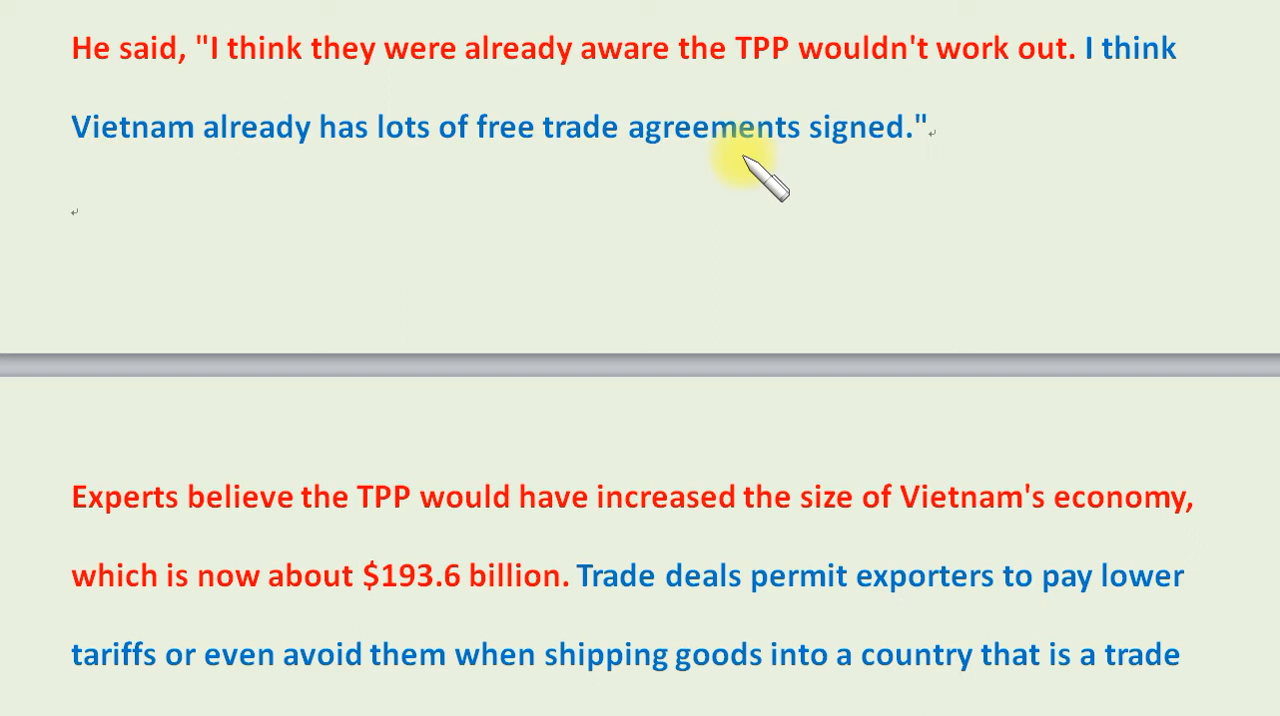 He said, "I think they were already aware the TPP wouldn't work out. I think
Vietnam already has lots of free trade agreements signed."
Experts believe the TPP would have increased the size of Vietnam's economy,
which is now about $193.6 billion. Trade deals permit exporters to pay lower
tariffs or even avoid them when shipping goods into a country that is a trade